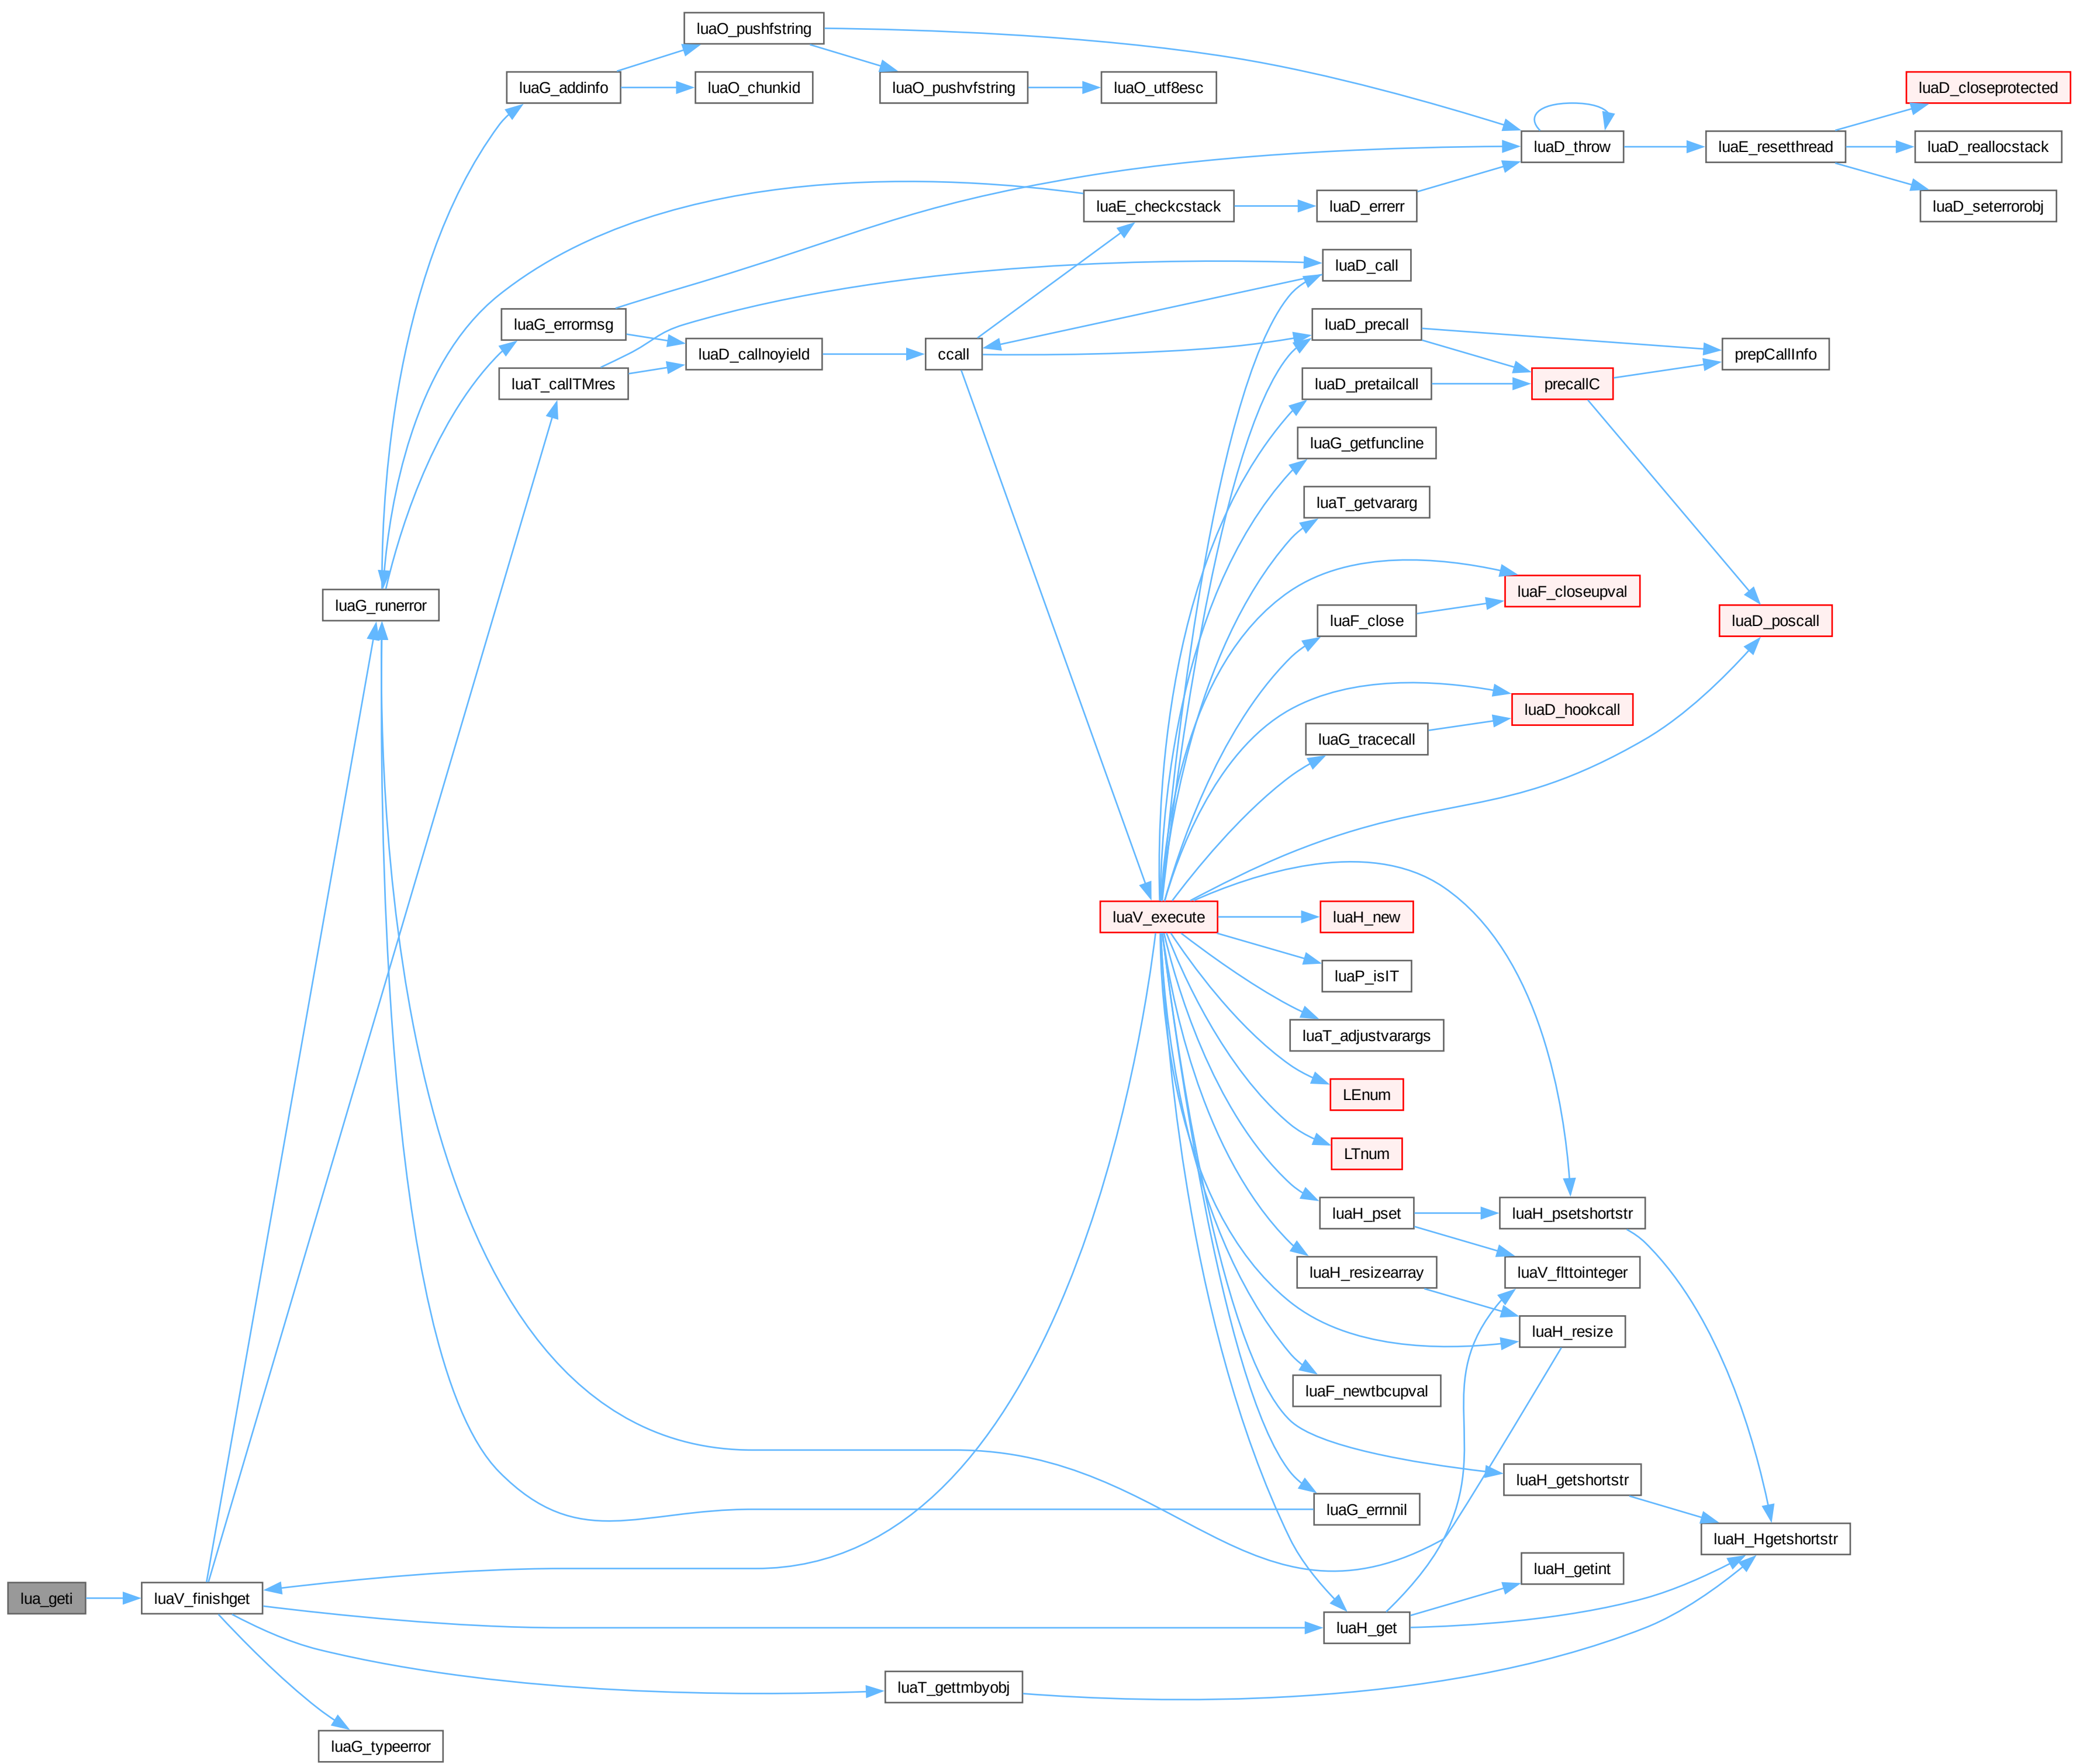 luaO_pushfstring
luaG_addinfo
luaO_chunkid
luaO_pushvfstring
luaO_utf8esc
luaD_closeprotected
luaD_throw
luaE_resetthread
luaD_reallocstack
luaE_checkcstack
luaD_errerr
luaD_seterrorobj
luaD_call
luaG_errormsg
luaD_precall
luaD_callnoyield
ccall
prepCallInfo
luaT_callTMres
luaD_pretailcall
precallC
luaG_getfuncline
luaT_getvararg
luaG_runerror
luaF_closeupval
luaF_close
luaD_poscall
luaD_hookcall
luaG_tracecall
luaV_execute
luaH_new
luaP_isIT
luaT_adjustvarargs
LEnum
LTnum
luaH_pset
luaH_psetshortstr
luaH_resizearray
luaV_flttointeger
luaH_resize
luaF_newtbcupval
luaH_getshortstr
luaG_errnnil
luaH_Hgetshortstr
luaH_getint
lua_geti
luaV_finishget
luaH_get
luaT_gettmbyobj
luaG_typeerror